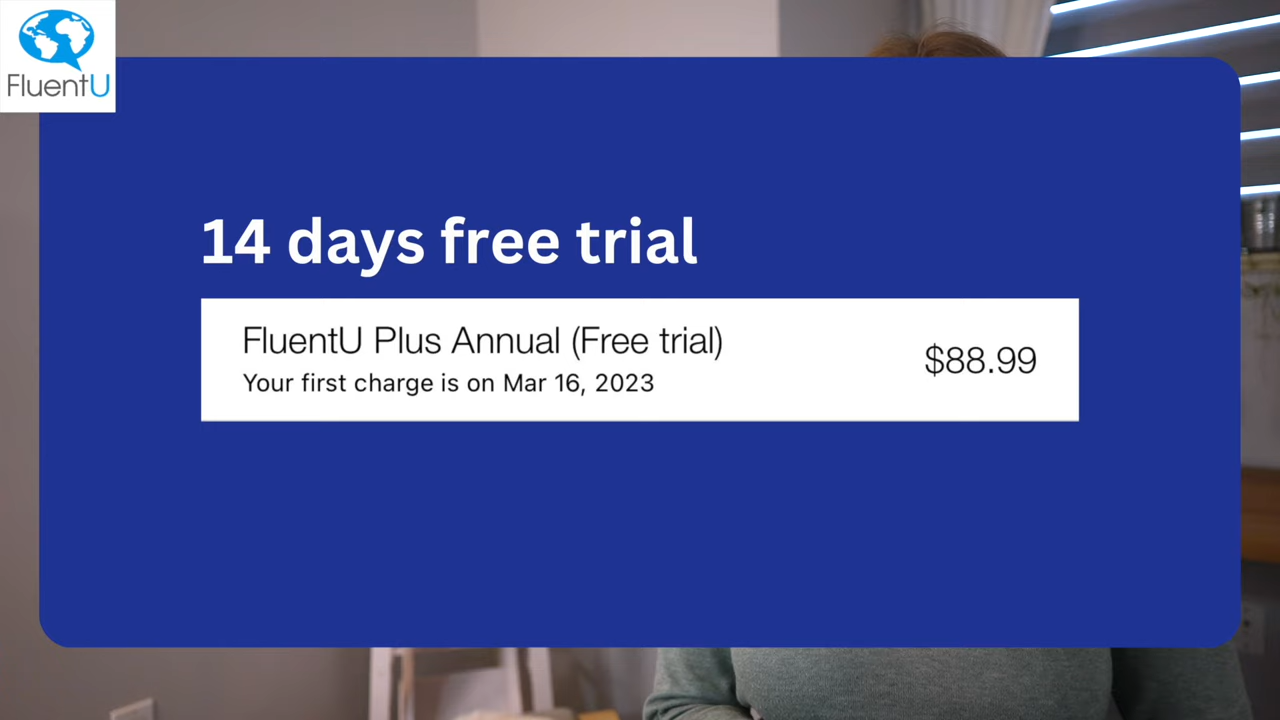 FluentU
14 days free trial
FluentU Plus Annual (Free trial)
$88.99
Your first charge is on Mar 16, 2023